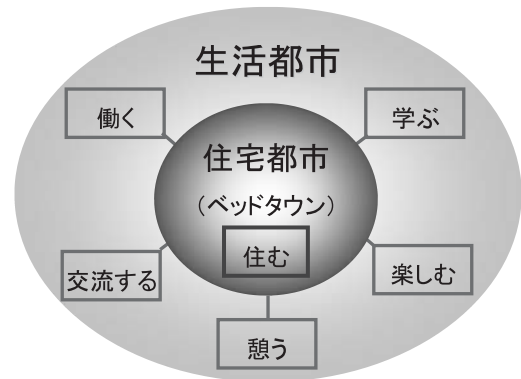 生活都市
働く
学ぶ
住宅都市
（ベッドタウン）
住む
交流する
楽しむ
憩う